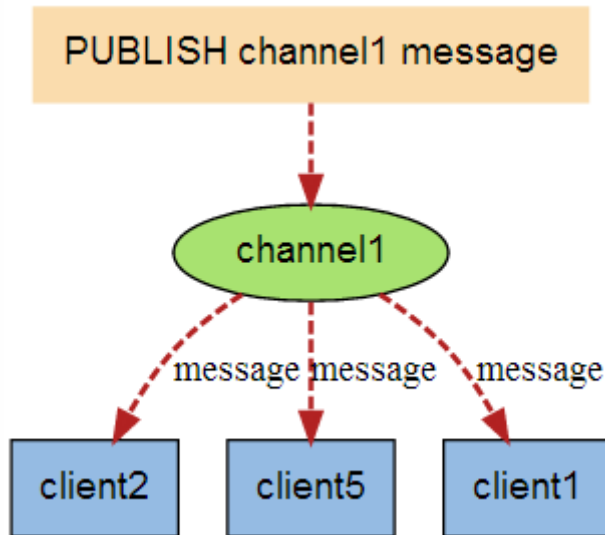 PUBLISH channel1 message
channel1
message message message
client2 client5 client1